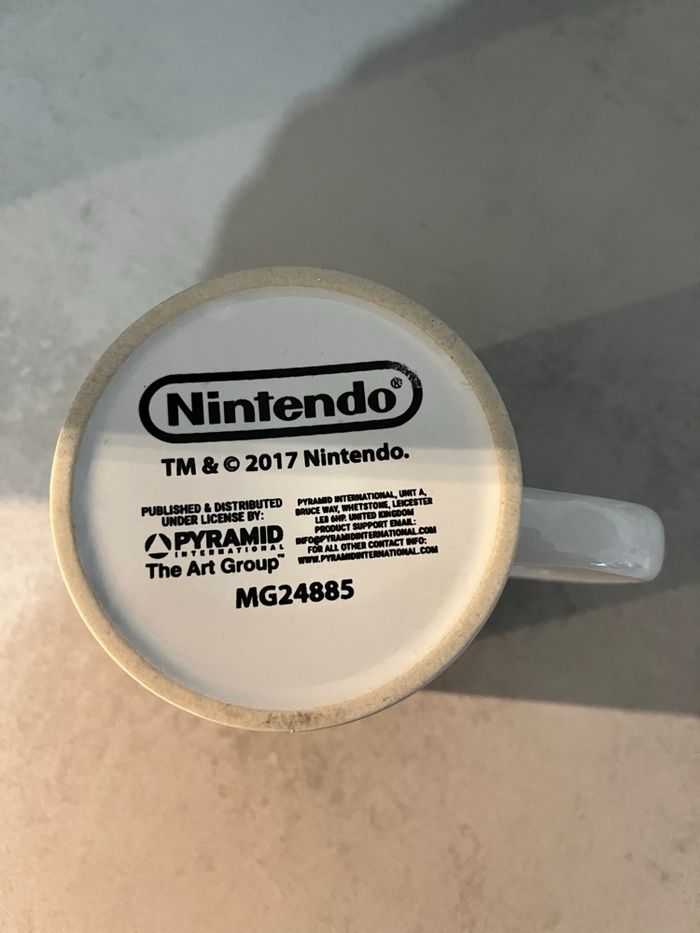 Nintendo®
TM & © 2017 Nintendo.
PUBLISHED & DISTRIBUTED
UNDER LICENSE BY:
PYRAMID
INTERNATIONAL
The Art Group™
PYRAMID INTERNATIONAL, UNIT A,
BRUCE WAY, WHETSTONE, LEICESTER
LE8 6HP. UNITED KINGDOM
PRODUCT SUPPORT EMAIL:
INFO@PYRAMIDINTERNATIONAL.COM
FOR ALL OTHER CONTACT INFO:
WWW.PYRAMIDINTERNATIONAL.COM
MG24885